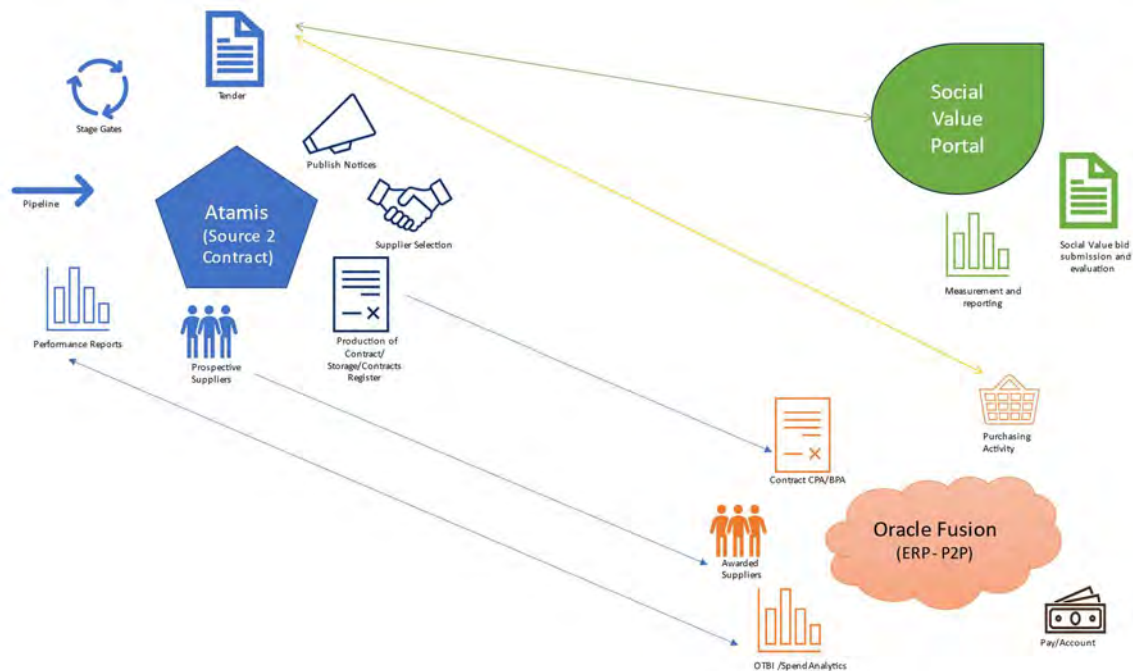 Tender
Stage Gates
Publish Notices
Pipeline
Atamis
(Source 2
Contract)
Supplier Selection
Performance Reports
Prospective
Suppliers
Production of
Contract/
Storage/Contracts
Register
Social
Value
Portal
Social Value bid
submission and
evaluation
Measurement and
reporting
Purchasing
Activity
Contract CPA/BPA
Oracle Fusion
(ERP- P2P)
Awarded
Suppliers
Pay/Account
OTBI /Spend Analytics